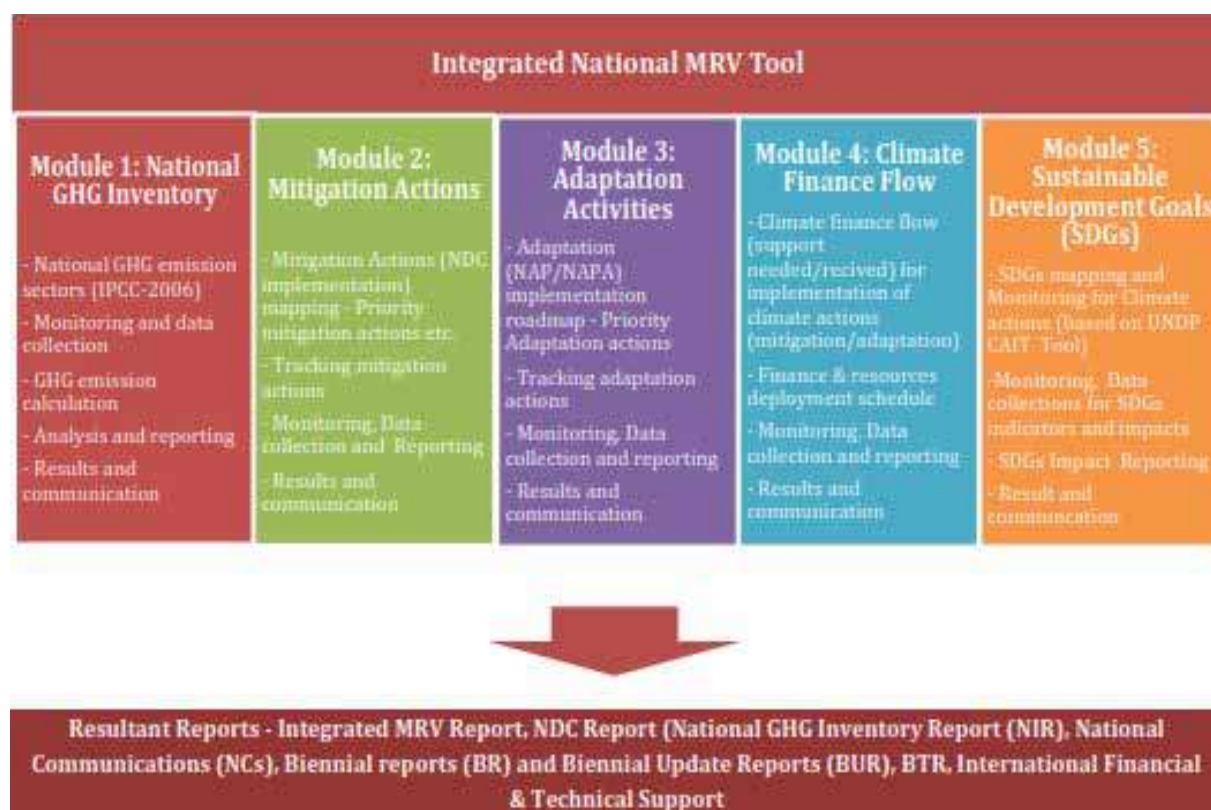 Integrated National MRV Tool
Module 1: National
GHG Inventory
- National GHG emission
sectors (IPCC-2006)
- Monitoring and data
collection
- GHG emission
calculation
- Analysis and reporting
- Results and
communication
Module 2:
Mitigation Actions
- Mitigation Actions (NDC
implementation)
mapping - Priority
mitigation actions etc.
- Tracking mitigation
actions
- Monitoring, Data
collection and Reporting
- Results and
communication
Module 3:
Adaptation
Activities
- Adaptation
(NAP/NAPA)
implementation
roadmap - Priority
Adaptation actions
- Tracking adaptation
actions
- Monitoring, Data
collection and reporting
- Results and
communication
Module 4: Climate
Finance Flow
- Climate finance flow
(support
needed/recived) for
implementation of
climate actions
(mitigation/adaptation)
- Finance & resources
deployment schedule
- Monitoring, Data
collection and reporting
- Results and
communication
Module 5:
Sustainable
Development Goals
(SDGs)
- SDGs mapping and
Monitoring for Climate
actions (based on UNDP
CAIT- Tool)
-Monitoring, Data
collections for SDGs
indicators and impacts
- SDGs Impact Reporting
- Result and
communcation
Resultant Reports - Integrated MRV Report, NDC Report (National GHG Inventory Report (NIR), National
Communications (NCs), Biennial reports (BR) and Biennial Update Reports (BUR), BTR, International Financial
& Technical Support